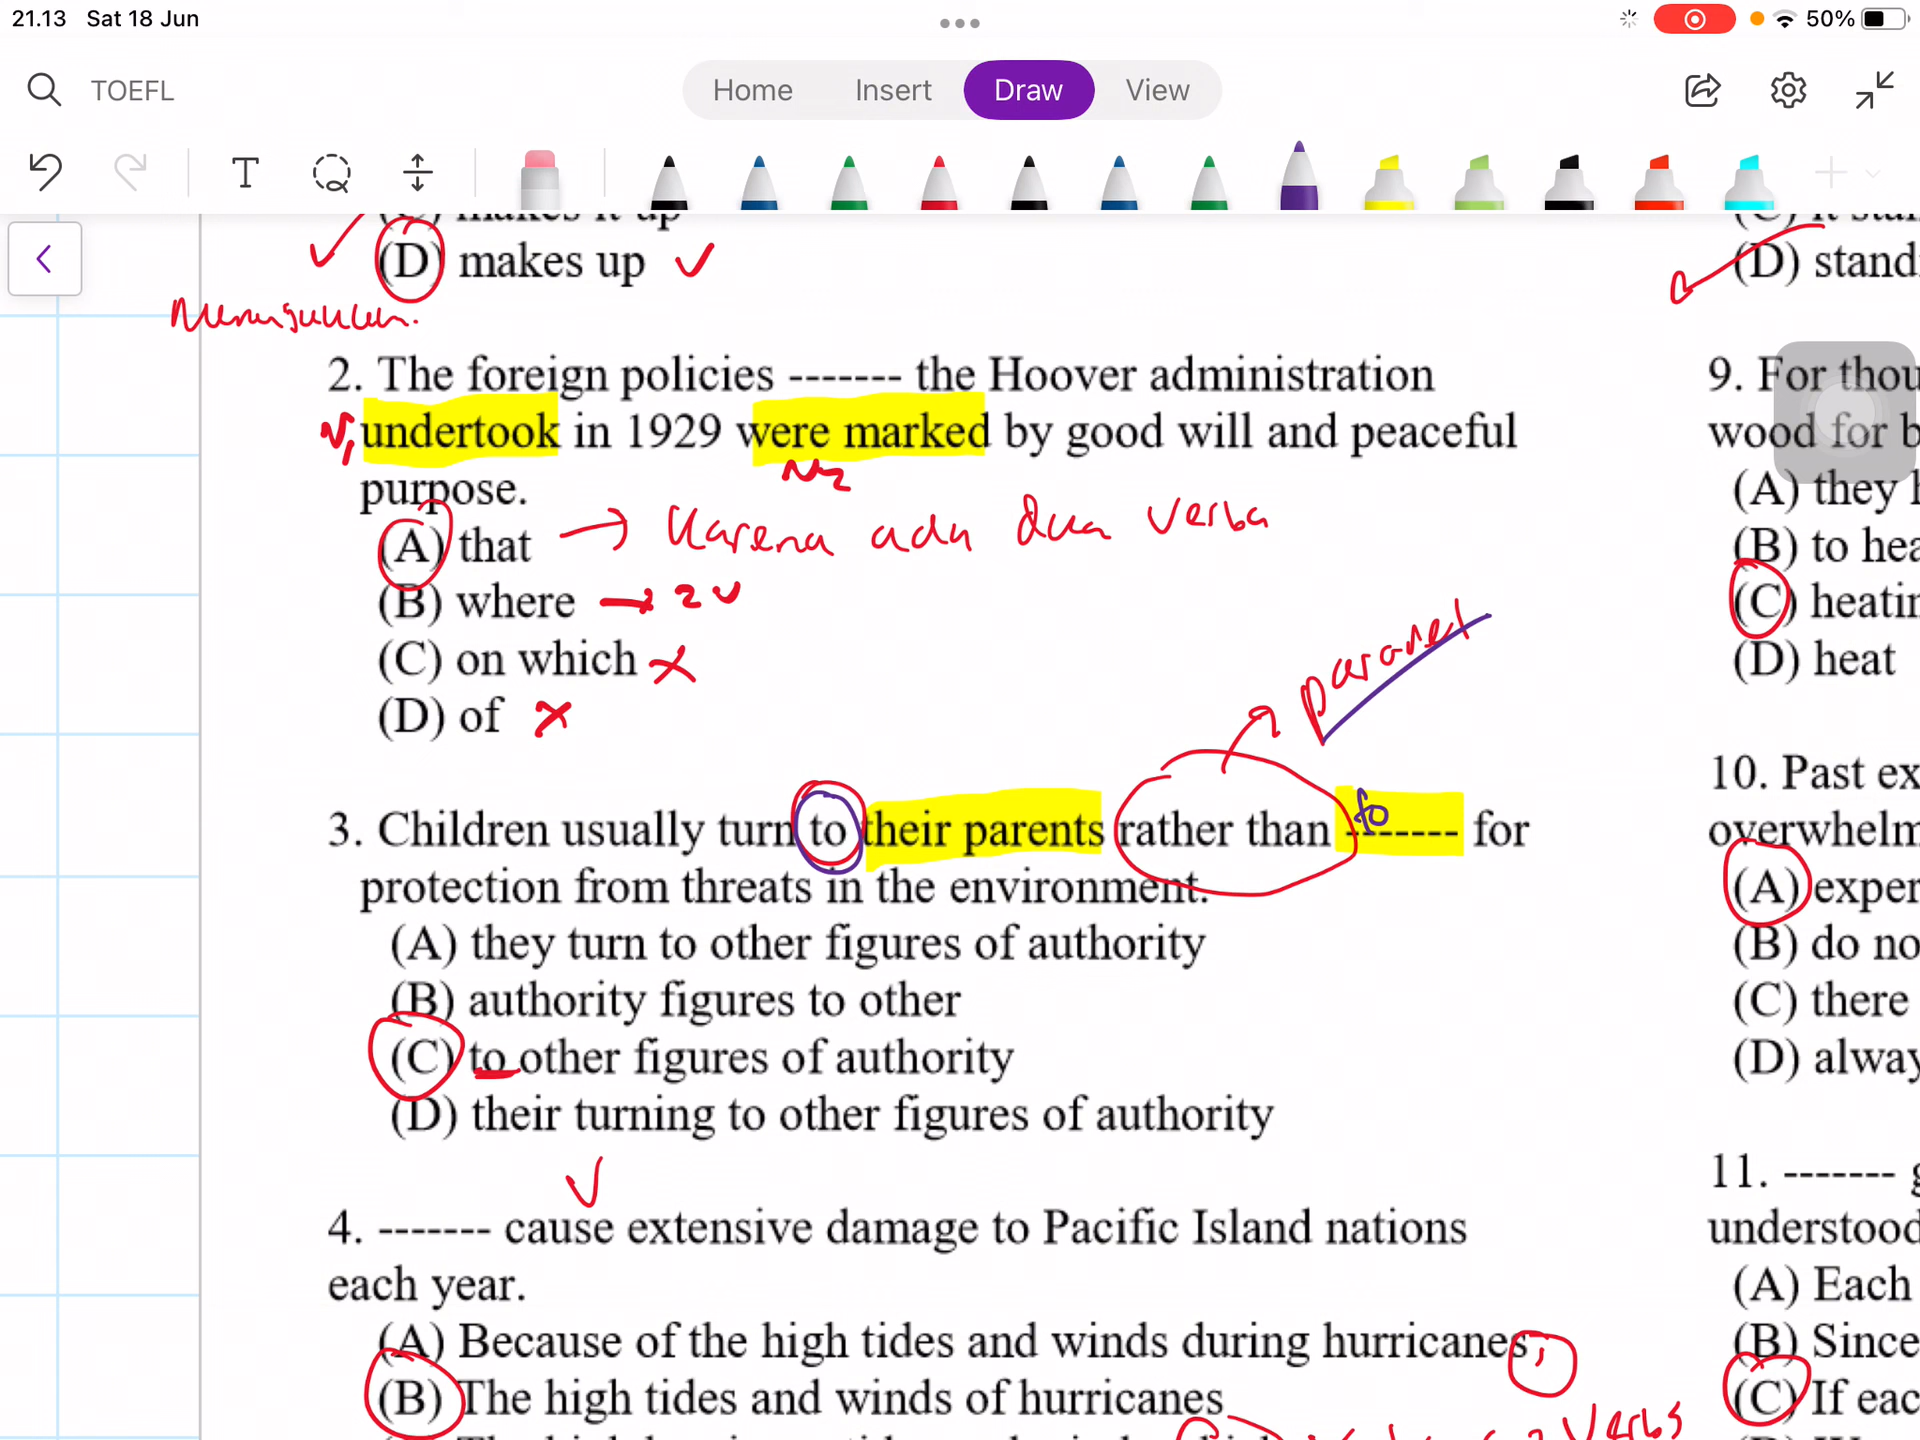 21.13 Sat 18 Jun
50%
TOEFL
Home Insert Draw View
(C) makes it up
(D) makes up
2. The foreign policies ------- the Hoover administration
undertook in 1929 were marked by good will and peaceful
purpose.
(A) that → Karena ada dua verba
(B) where → 2 V
(C) on which x
(D) of x
3. Children usually turn to their parents rather than ------- for
to
protection from threats in the environment.
(A) they turn to other figures of authority
(B) authority figures to other
(C) to other figures of authority
(D) their turning to other figures of authority
4. ------- cause extensive damage to Pacific Island nations
each year.
(A) Because of the high tides and winds during hurricanes,
(B) The high tides and winds of hurricanes
Verbs
(D) stand
9. For thou
wood for b
(A) they h
(B) to hea
(C) heatin
(D) heat
10. Past ex
overwhelm
(A) exper
(B) do no
(C) there
(D) alway
11. ------- g
understood
(A) Each
(B) Since
(C) If eac